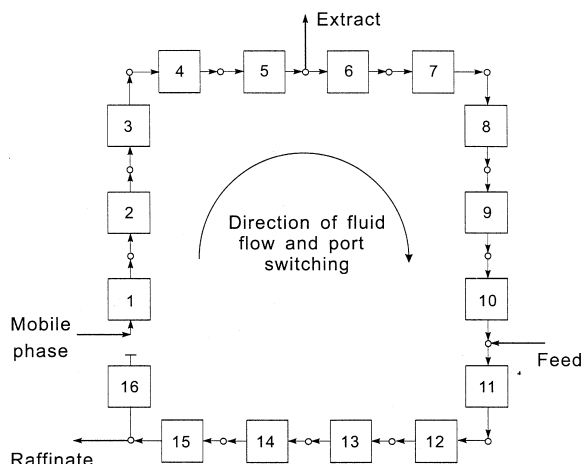 Extract
4
5
6
7
3
8
2
9
Direction of fluid
flow and port
switching
1
10
Mobile
phase
Feed
16
11
15
14
13
12
Raffinate